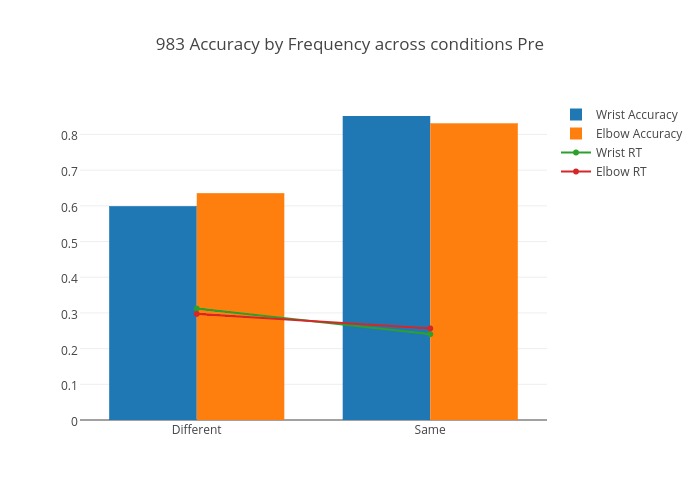 983 Accuracy by Frequency across conditions Pre
Wrist Accuracy
Elbow Accuracy
Wrist RT
Elbow RT
0.8
0.7
0.6
0.5
0.4
0.3
0.2
0.1
0
Different
Same